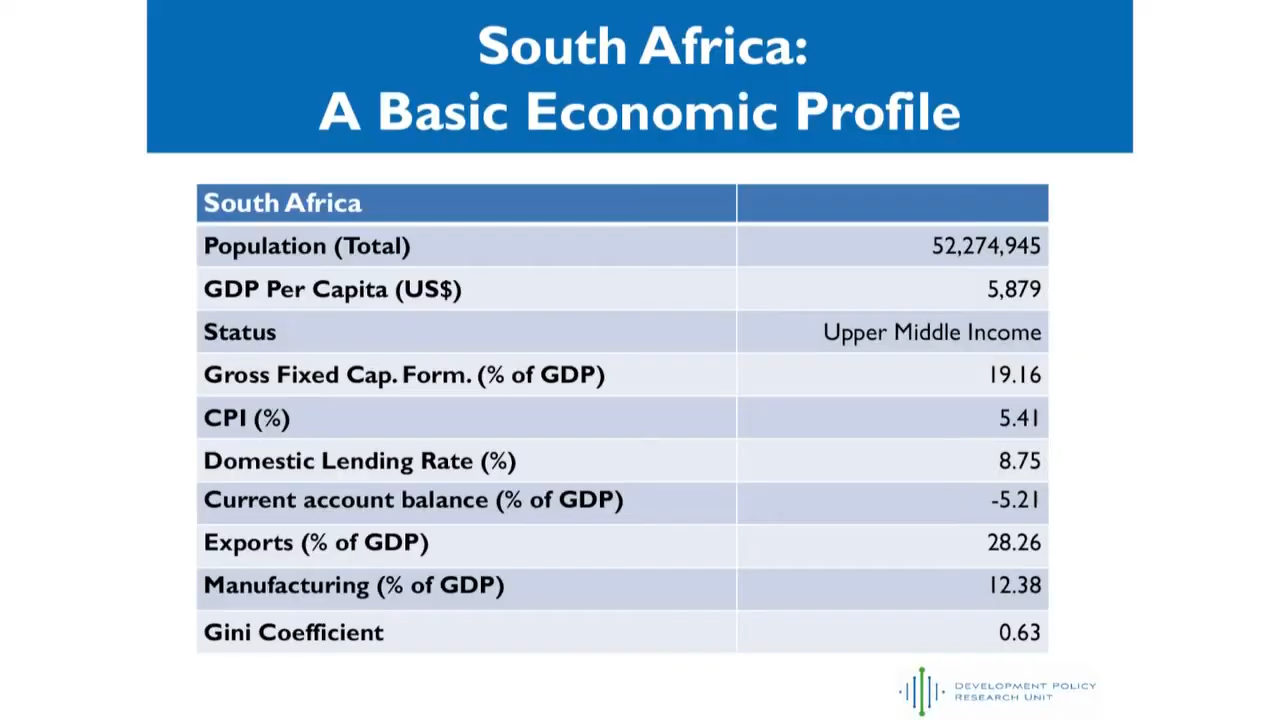 South Africa:
A Basic Economic Profile
South Africa
Population (Total) 52,274,945
GDP Per Capita (US$) 5,879
Status Upper Middle Income
Gross Fixed Cap. Form. (% of GDP) 19.16
CPI (%) 5.41
Domestic Lending Rate (%) 8.75
Current account balance (% of GDP) -5.21
Exports (% of GDP) 28.26
Manufacturing (% of GDP) 12.38
Gini Coefficient 0.63
DEVELOPMENT POLICY
RESEARCH UNIT